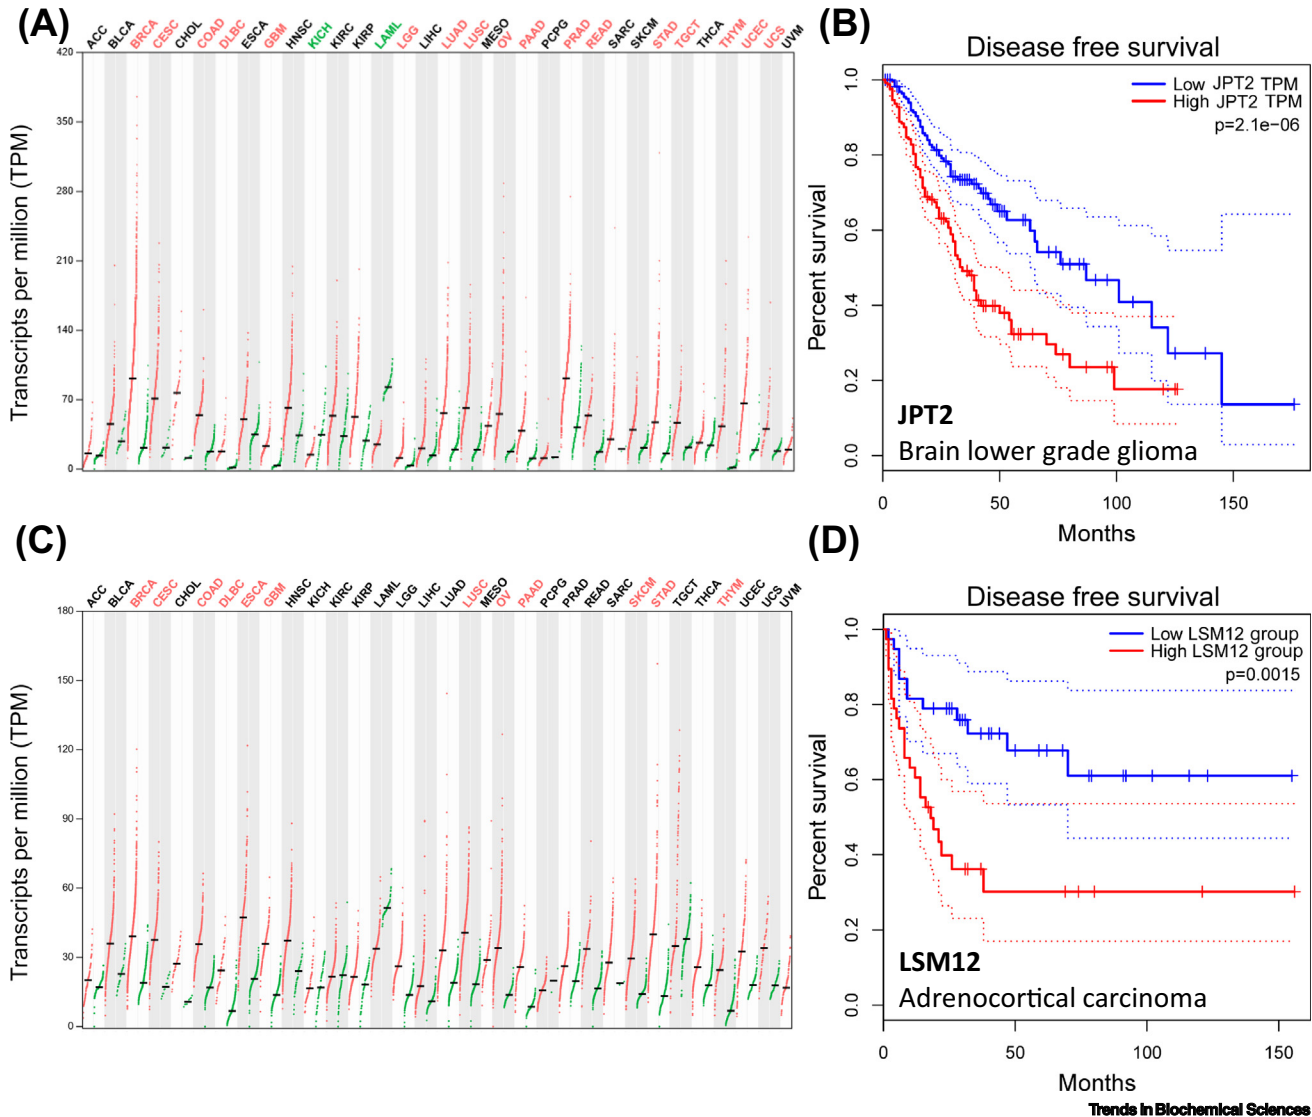 (A)
ACC BLCA BRCA CESC CHOL COAD DLBC ESCA GBM HNSC KICH KIRC KIRP LAML LGG LIHC LUAD LUSC MESO OV PAAD PCPG PRAD READ SARC SKCM STAD TGCT THCA THYM UCEC UCS UVM
Transcripts per million (TPM)
420
350
280
210
140
70
0
(B)
Disease free survival
Low JPT2 TPM
High JPT2 TPM
p=2.1e−06
Percent survival
1.0
0.8
0.6
0.4
0.2
0.0
JPT2
Brain lower grade glioma
0 50 100 150
Months
(C)
ACC BLCA BRCA CESC CHOL COAD DLBC ESCA GBM HNSC KICH KIRC KIRP LAML LGG LIHC LUAD LUSC MESO OV PAAD PCPG PRAD READ SARC SKCM STAD TGCT THCA THYM UCEC UCS UVM
Transcripts per million (TPM)
180
150
120
90
60
30
0
(D)
Disease free survival
Low LSM12 group
High LSM12 group
p=0.0015
Percent survival
1.0
0.8
0.6
0.4
0.2
0.0
LSM12
Adrenocortical carcinoma
0 50 100 150
Months
Trends in Biochemical Sciences